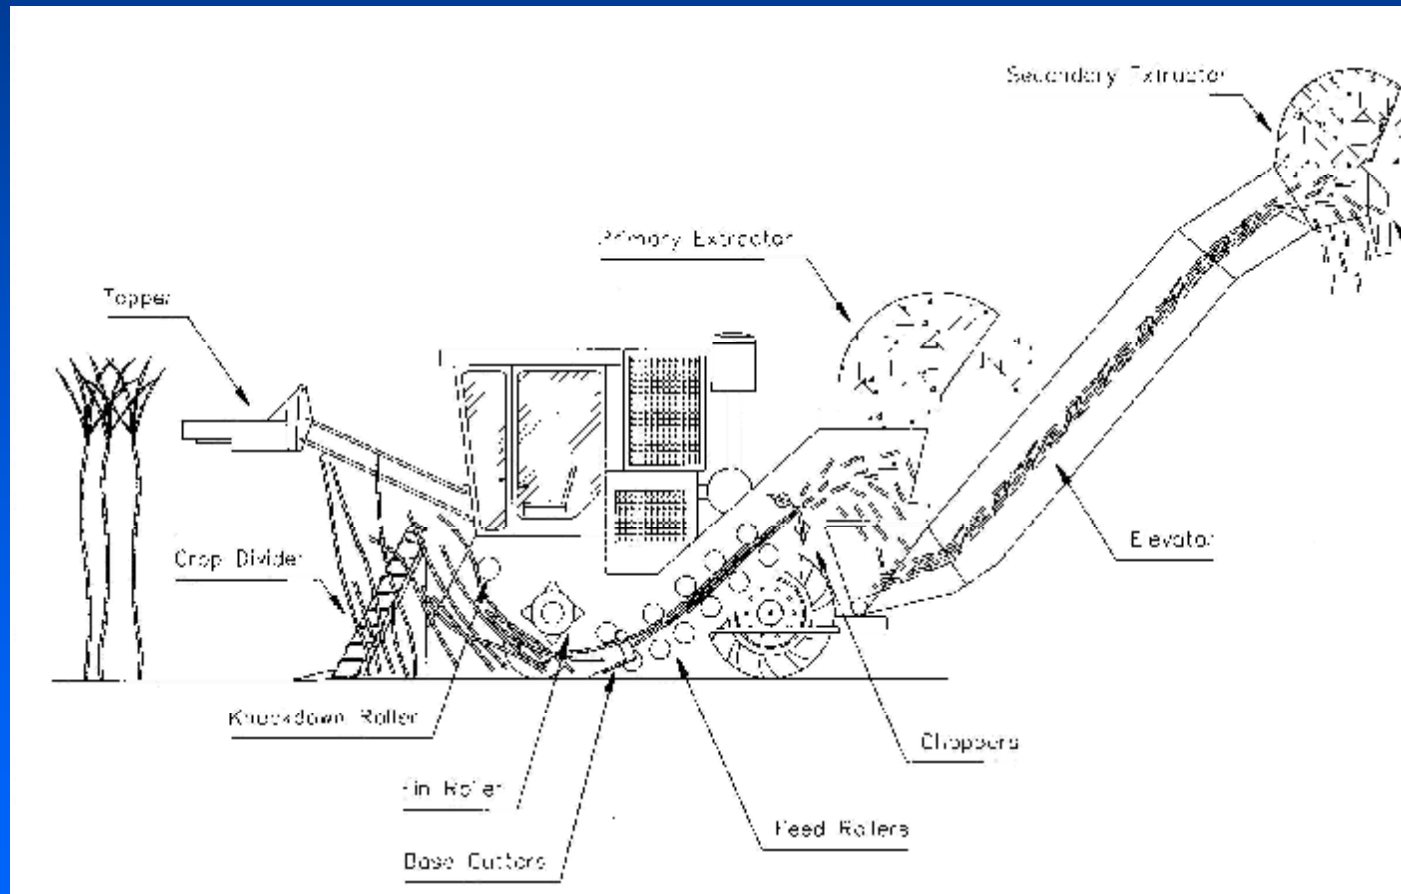 Secondary Extractor
Primary Extractor
Topper
Crop Divider
Elevator
Knockdown Roller
Choppers
Fin Roller
Feed Rollers
Base Cutters